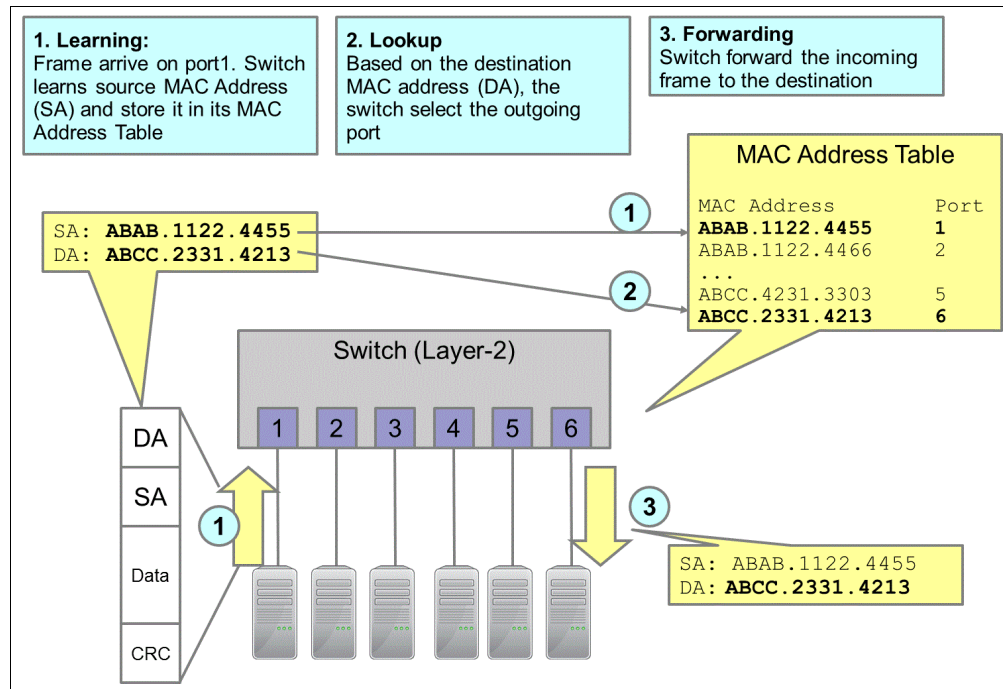 1. Learning:
Frame arrive on port1. Switch
learns source MAC Address
(SA) and store it in its MAC
Address Table
2. Lookup
Based on the destination
MAC address (DA), the
switch select the outgoing
port
3. Forwarding
Switch forward the incoming
frame to the destination
MAC Address Table
MAC Address Port
ABAB.1122.4455 1
ABAB.1122.4466 2
...
ABCC.4231.3303 5
ABCC.2331.4213 6
SA: ABAB.1122.4455
DA: ABCC.2331.4213
1
2
Switch (Layer-2)
1 2 3 4 5 6
DA
SA
Data
CRC
1
3
SA: ABAB.1122.4455
DA: ABCC.2331.4213